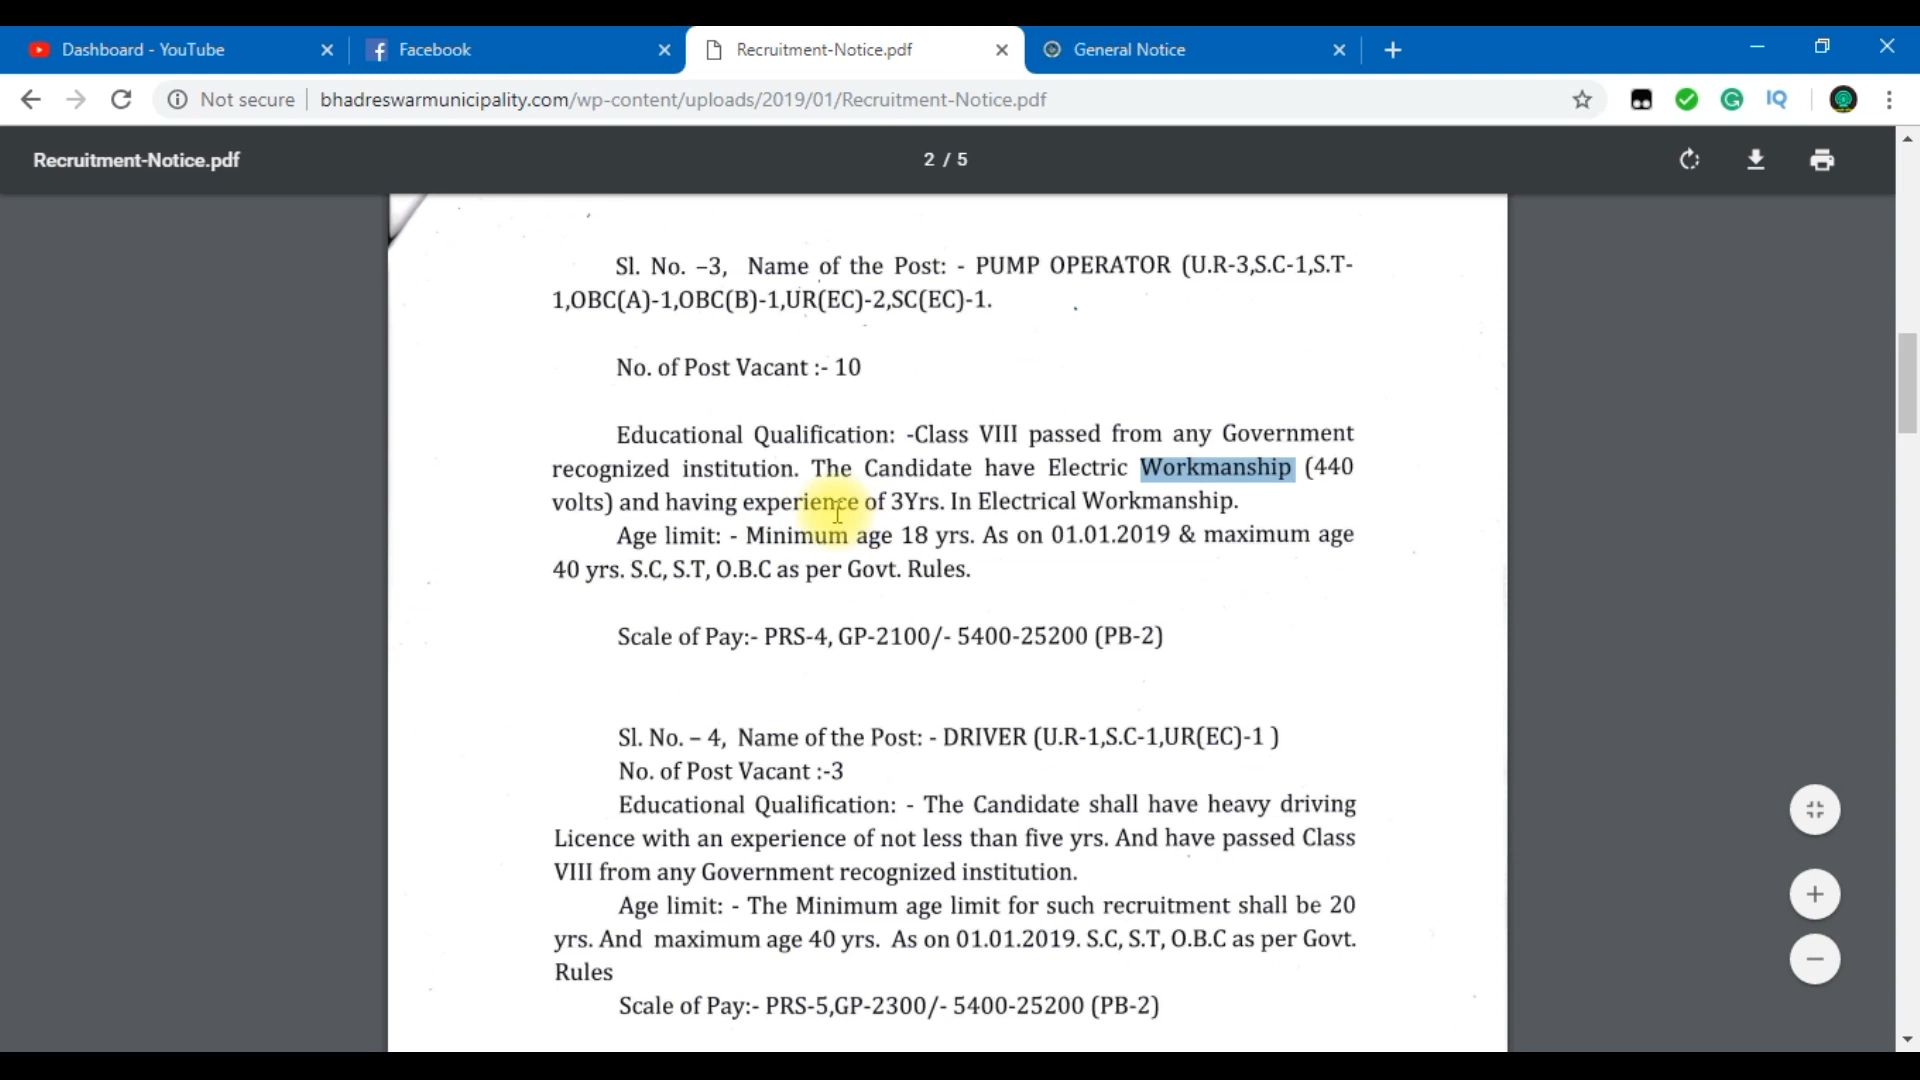 Dashboard - YouTube
Facebook
Recruitment-Notice.pdf
General Notice
Not secure
bhadreswarmunicipality.com/wp-content/uploads/2019/01/Recruitment-Notice.pdf
IQ
Recruitment-Notice.pdf
2 / 5
Sl. No. –3, Name of the Post: - PUMP OPERATOR (U.R-3,S.C-1,S.T-
1,OBC(A)-1,OBC(B)-1,UR(EC)-2,SC(EC)-1.
No. of Post Vacant :- 10
Educational Qualification: -Class VIII passed from any Government
recognized institution. The Candidate have Electric Workmanship (440
volts) and having experience of 3Yrs. In Electrical Workmanship.
Age limit: - Minimum age 18 yrs. As on 01.01.2019 & maximum age
40 yrs. S.C, S.T, O.B.C as per Govt. Rules.
Scale of Pay:- PRS-4, GP-2100/- 5400-25200 (PB-2)
Sl. No. – 4, Name of the Post: - DRIVER (U.R-1,S.C-1,UR(EC)-1 )
No. of Post Vacant :-3
Educational Qualification: - The Candidate shall have heavy driving
Licence with an experience of not less than five yrs. And have passed Class
VIII from any Government recognized institution.
Age limit: - The Minimum age limit for such recruitment shall be 20
yrs. And maximum age 40 yrs. As on 01.01.2019. S.C, S.T, O.B.C as per Govt.
Rules
Scale of Pay:- PRS-5,GP-2300/- 5400-25200 (PB-2)